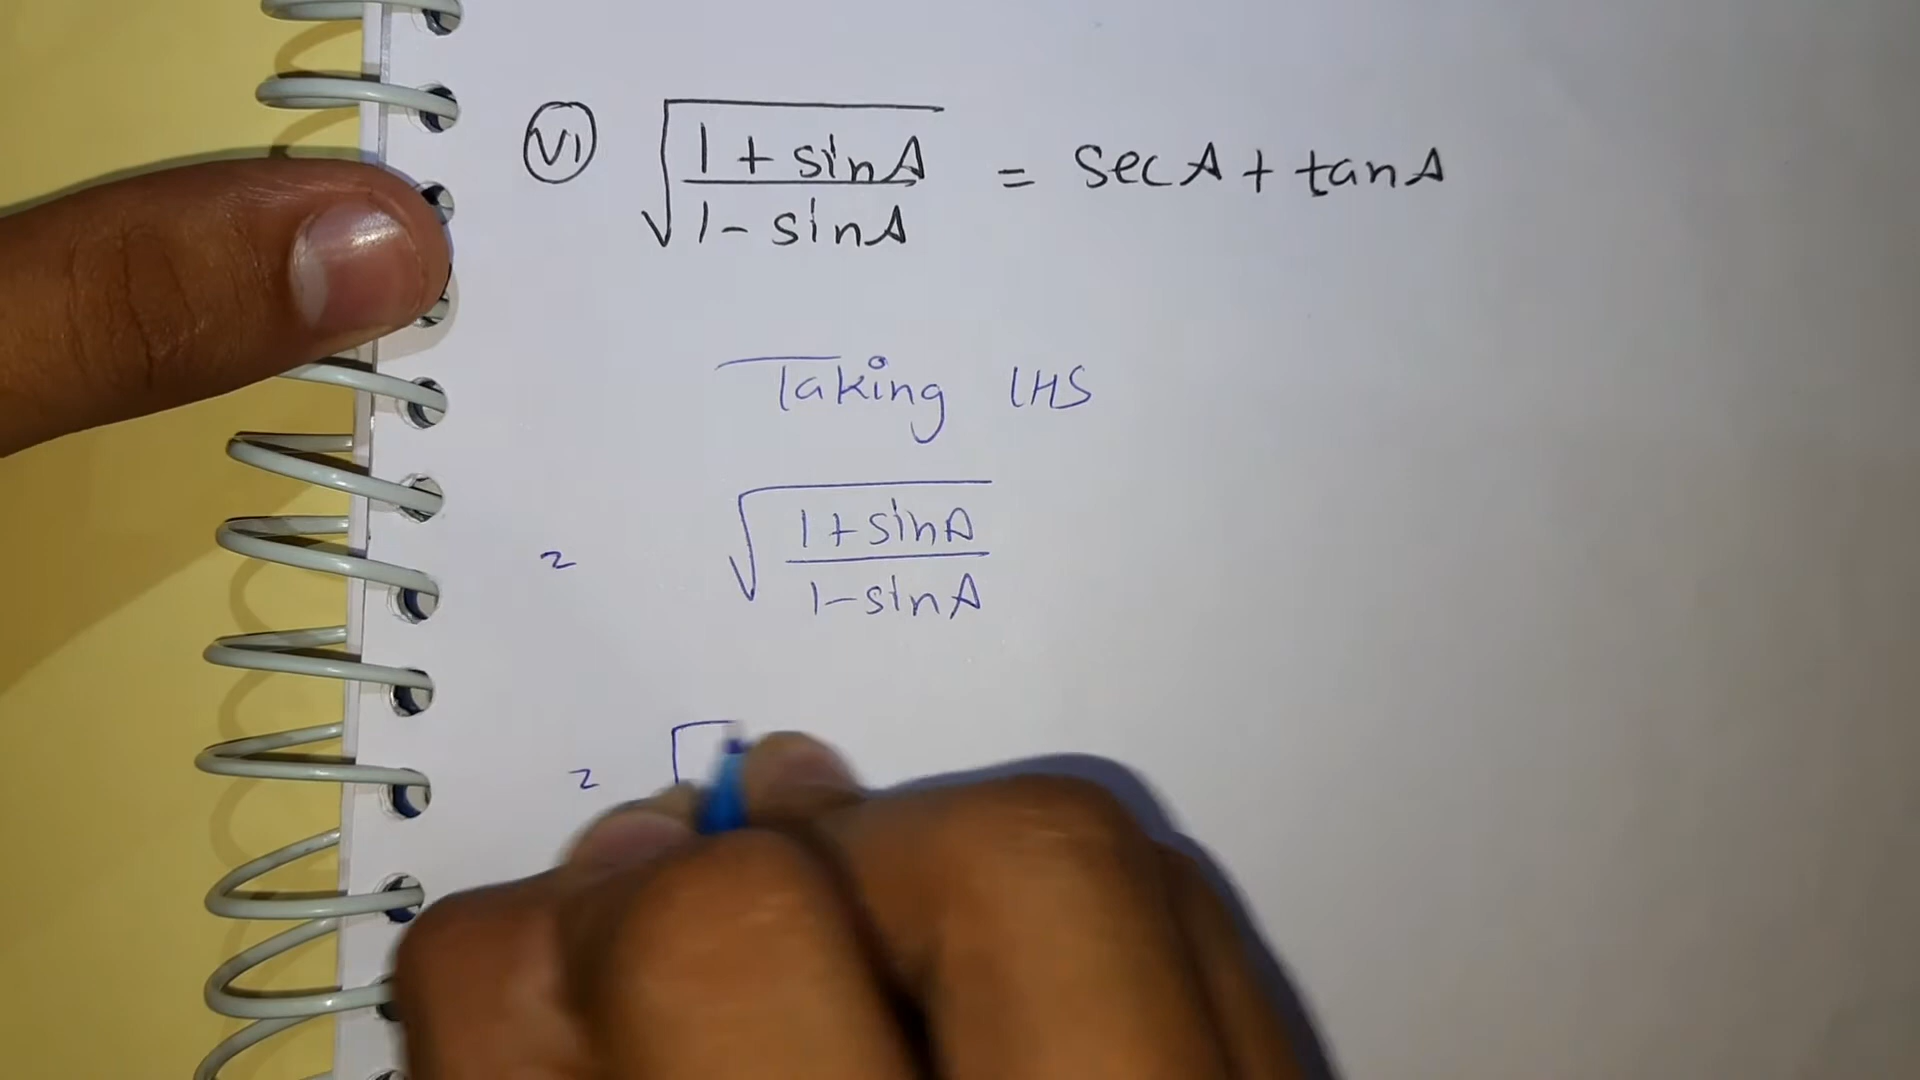 (VI) √((1 + sinA)/(1 - sinA)) = secA + tanA
Taking LHS
= √((1 + sinA)/(1 - sinA))
= √